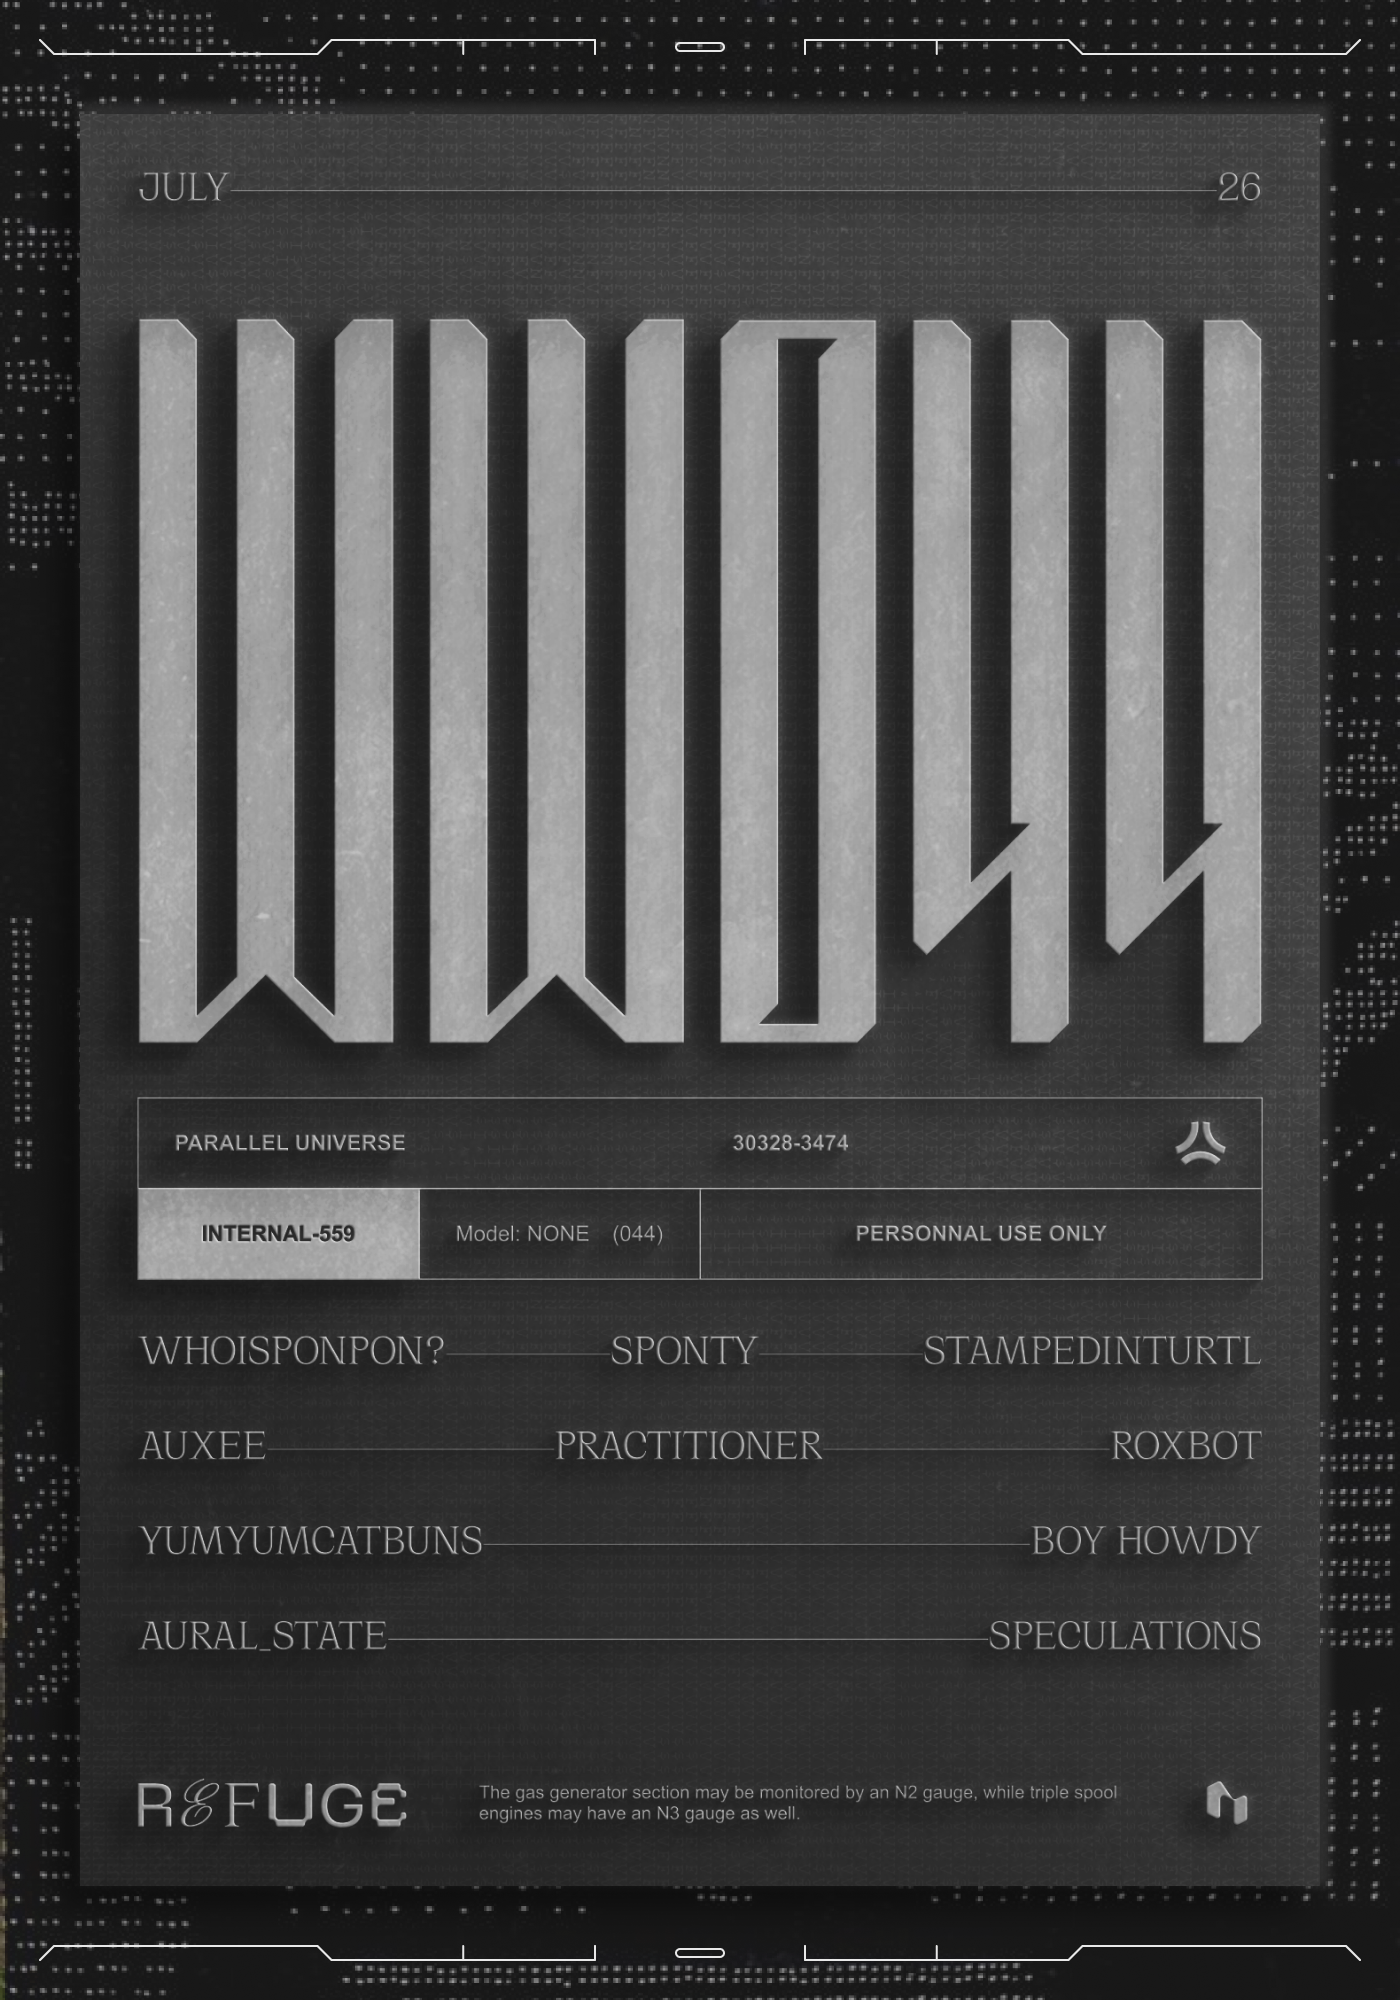 JULY 26
PARALLEL UNIVERSE 30328-3474
INTERNAL-559 Model: NONE (044) PERSONNAL USE ONLY
WHOISPONPON? SPONTY STAMPEDINTURTL
AUXEE PRACTITIONER ROXBOT
YUMYUMCATBUNS BOY HOWDY
AURAL_STATE SPECULATIONS
REFUGE
The gas generator section may be monitored by an N2 gauge, while triple spool
engines may have an N3 gauge as well.